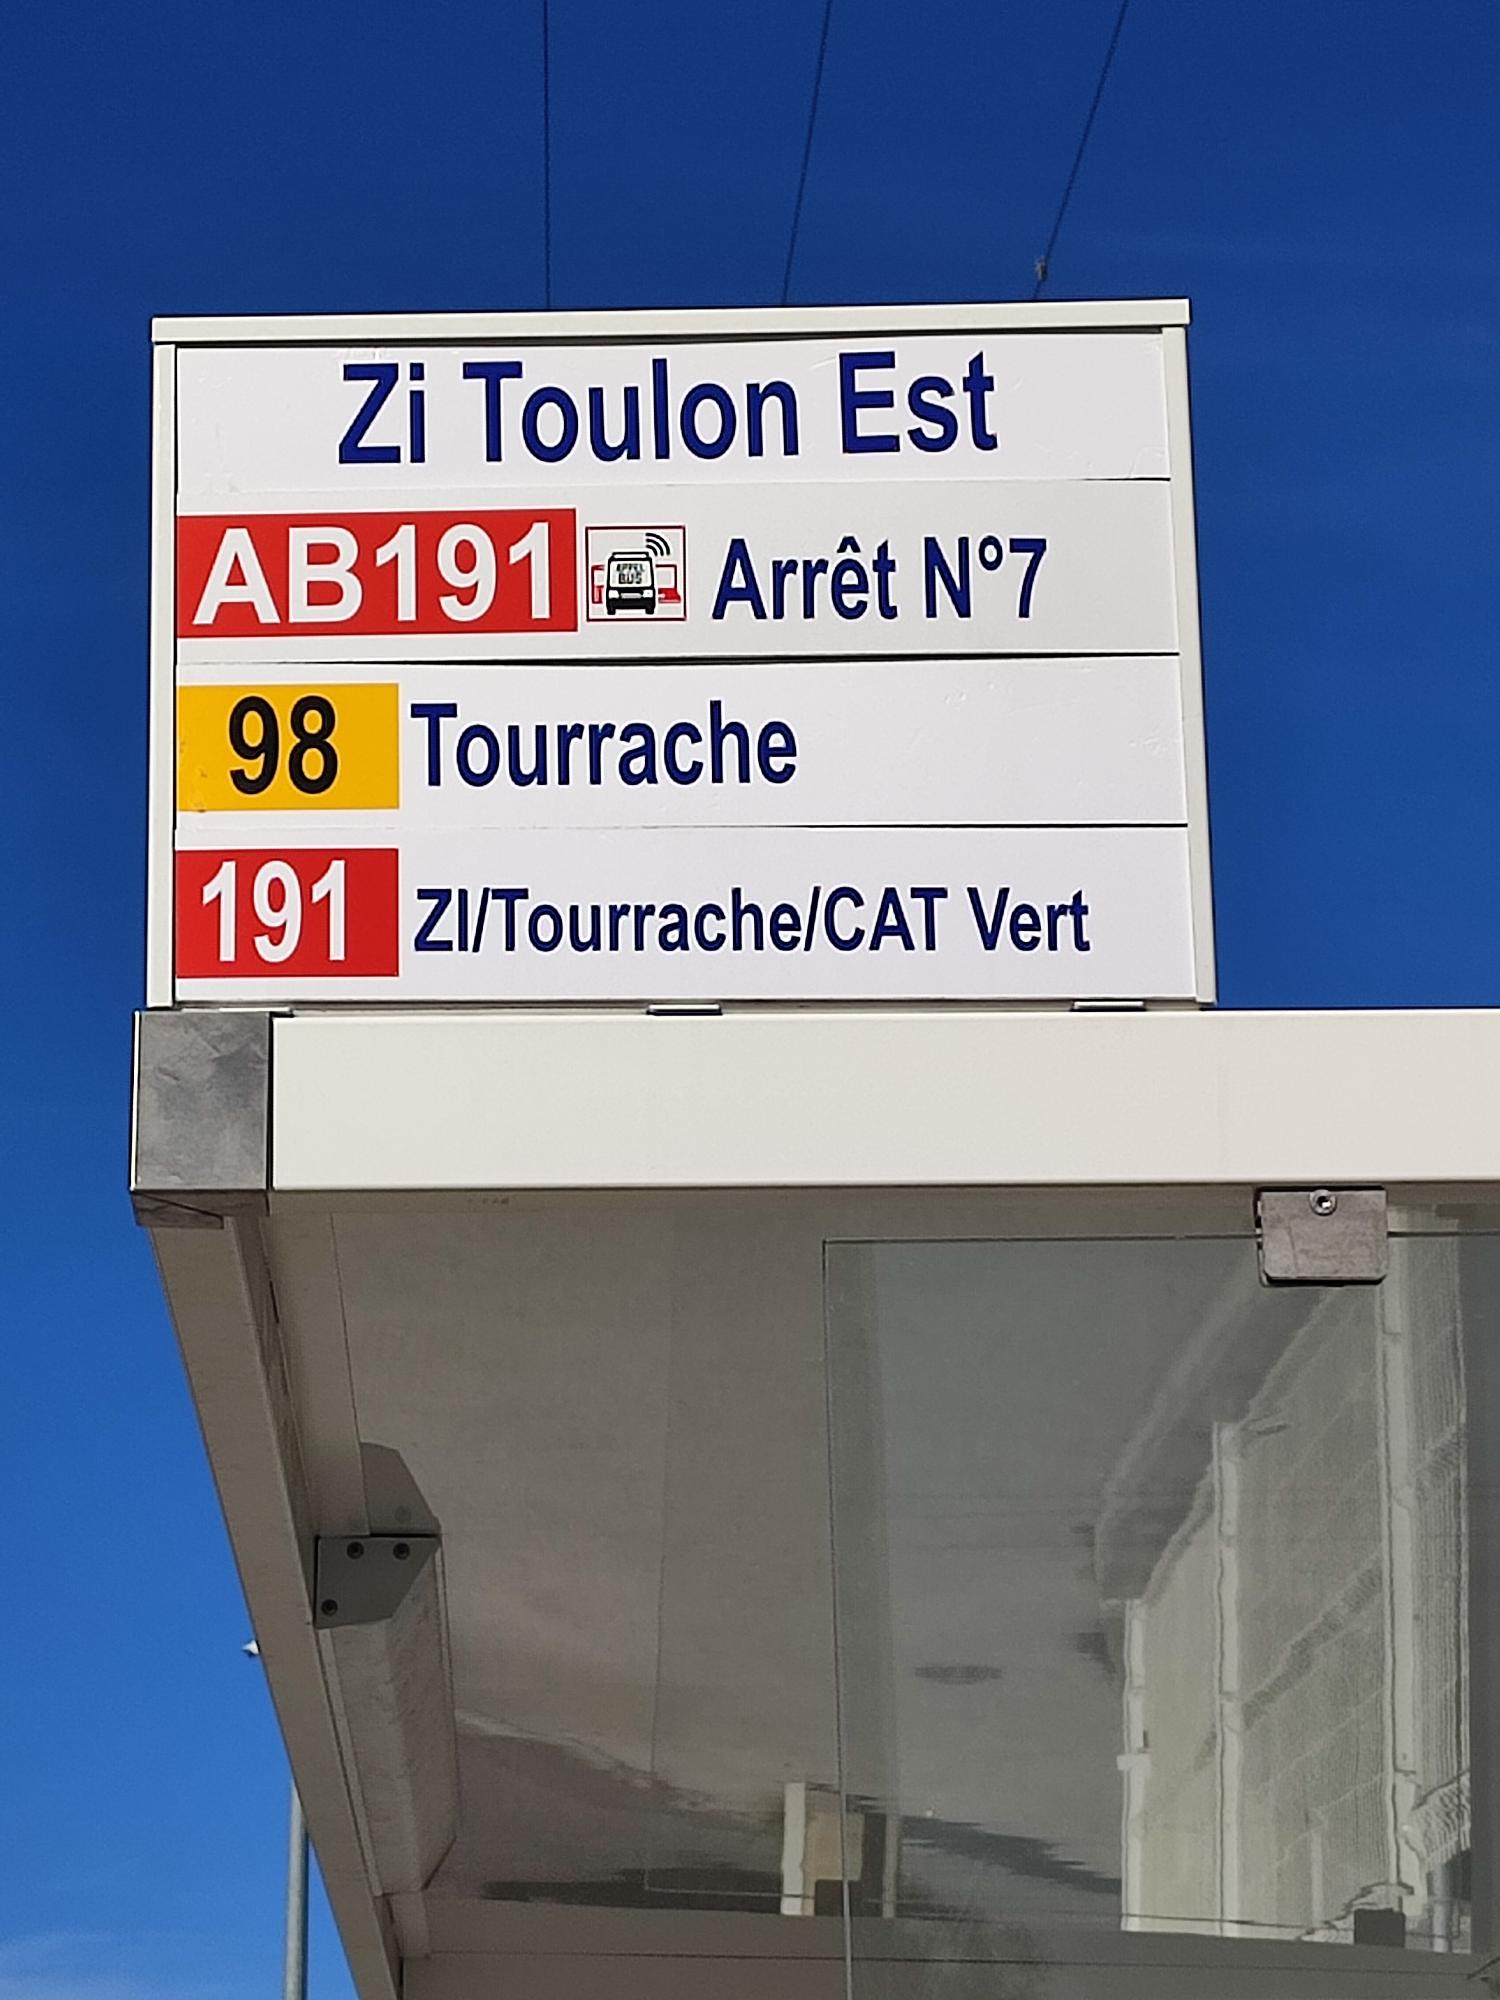 Zi Toulon Est
AB191 APPEL BUS Arrêt N°7
98 Tourrache
191 ZI/Tourrache/CAT Vert